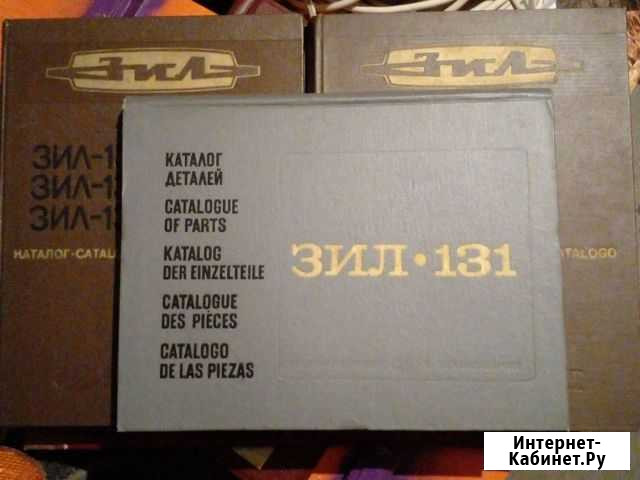 ЗИЛ
ЗИЛ
ЗИЛ-1
ЗИЛ-1
ЗИЛ-1
КАТАЛОГ·CATAL
CATALOGO
КАТАЛОГ
ДЕТАЛЕЙ
CATALOGUE
OF PARTS
KATALOG
DER EINZELTEILE
CATALOGUE
DES PIÈCES
CATALOGO
DE LAS PIEZAS
ЗИЛ·131
Интернет-
Кабинет.Ру